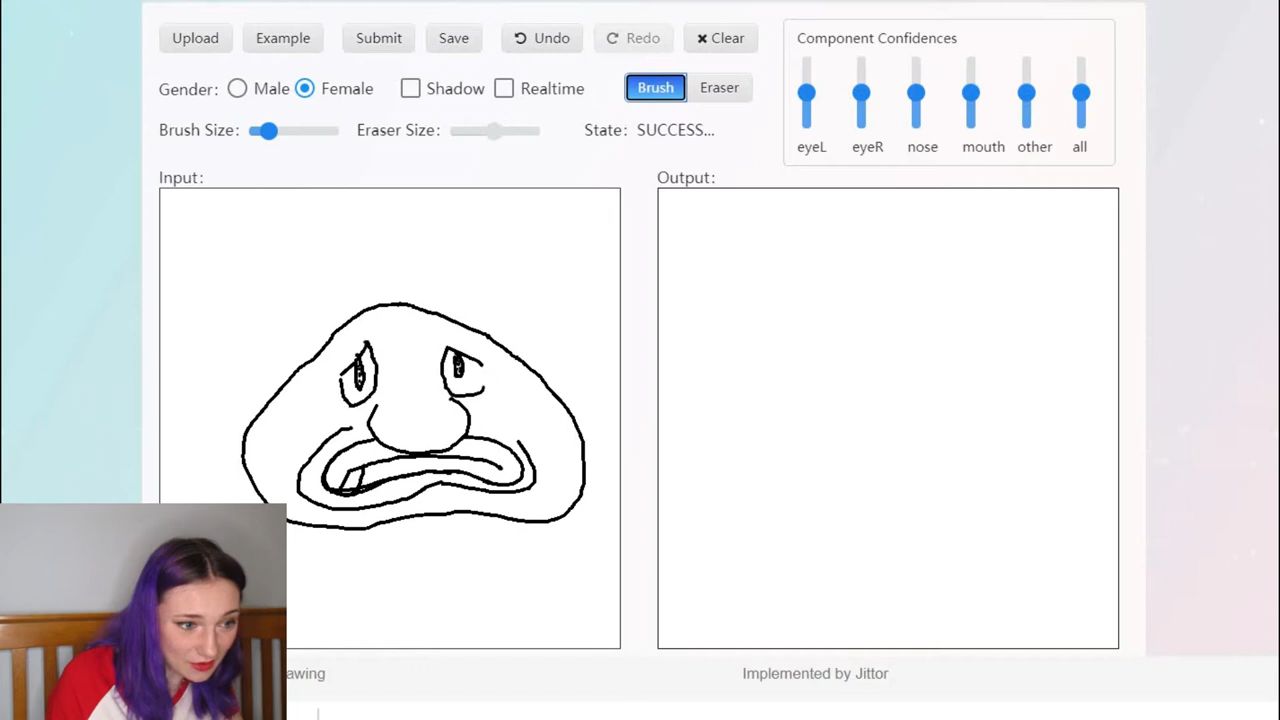 Upload Example Submit Save Undo Redo Clear
Gender: Male Female Shadow Realtime Brush Eraser
Brush Size: Eraser Size: State: SUCCESS...
Component Confidences
eyeL eyeR nose mouth other all
Input: Output:
awing Implemented by Jittor